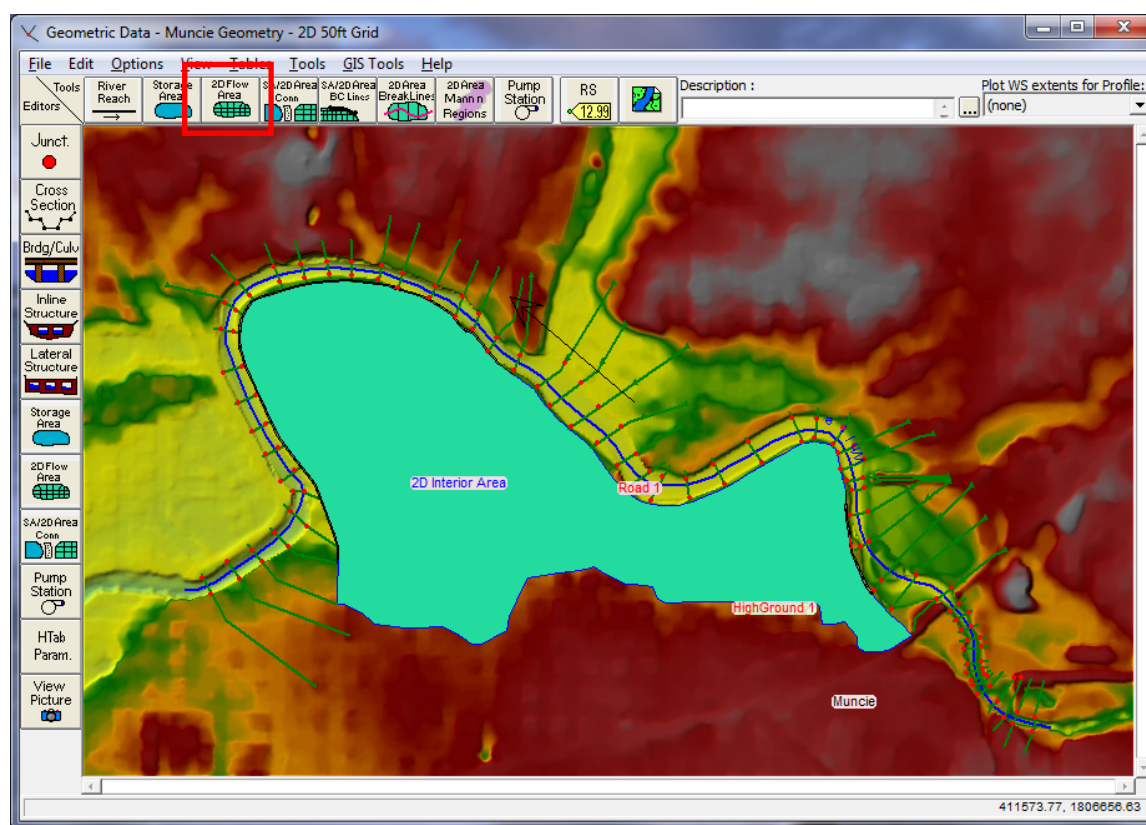 Geometric Data - Muncie Geometry - 2D 50ft Grid
File Edit Options View Tables Tools GIS Tools Help
Tools
Editors
River
Reach
Storage
Area
2D Flow
Area
SA/2D Area
Conn
SA/2D Area
BC Lines
2D Area
BreakLines
2D Area
Mann n
Regions
Pump
Station
RS
12.99
Description :
...
Plot WS extents for Profile:
(none)
Junct.
Cross
Section
Brdg/Culv
Inline
Structure
Lateral
Structure
Storage
Area
2D Flow
Area
SA/2D Area
Conn
Pump
Station
HTab
Param.
View
Picture
2D Interior Area
Road 1
HighGround 1
Muncie
411573.77, 1806656.63